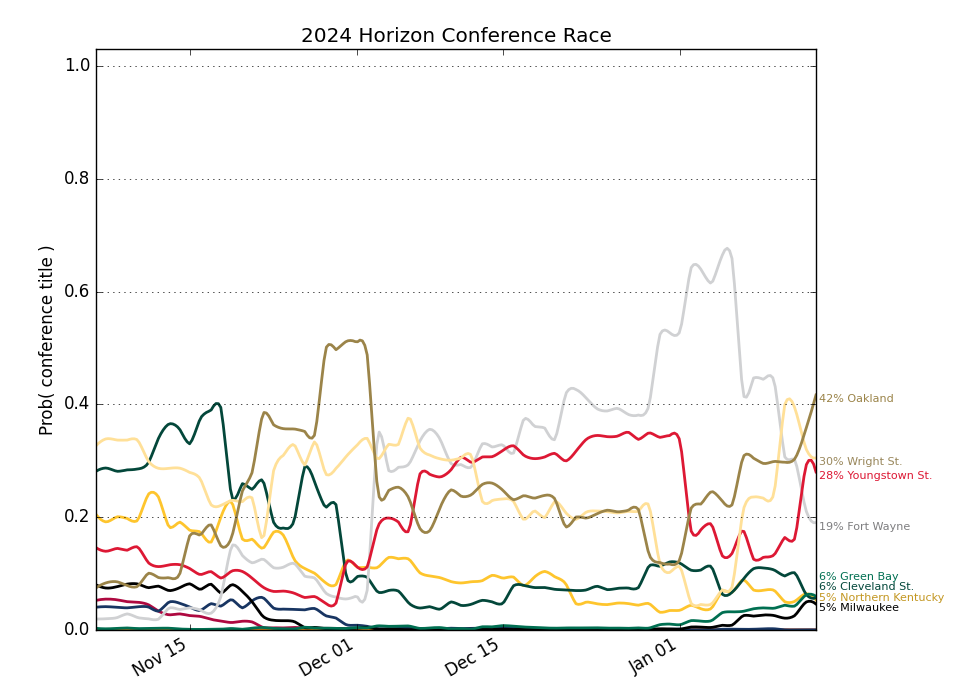 2024 Horizon Conference Race
Prob( conference title )
1.0
0.8
0.6
0.4
0.2
0.0
Nov 15
Dec 01
Dec 15
Jan 01
42% Oakland
30% Wright St.
28% Youngstown St.
19% Fort Wayne
6% Green Bay
6% Cleveland St.
5% Northern Kentucky
5% Milwaukee